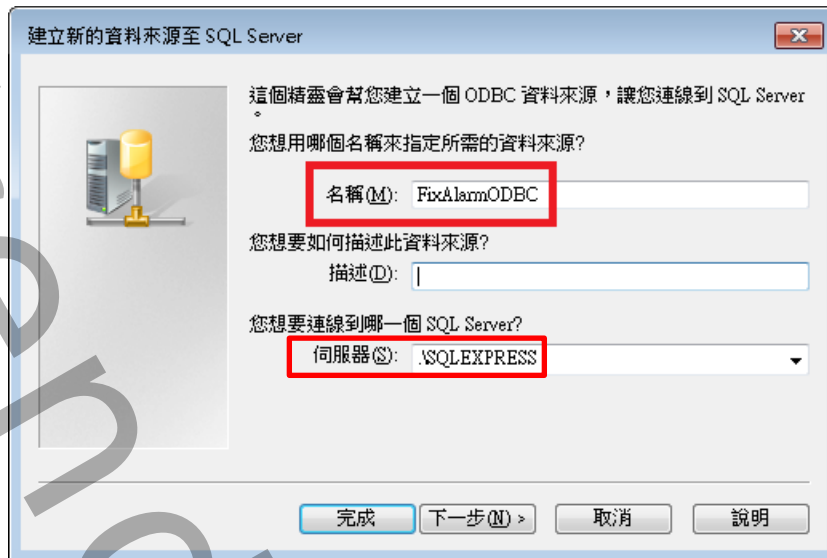 建立新的資料來源至 SQL Server
這個精靈會幫您建立一個 ODBC 資料來源，讓您連線到 SQL Server
。
您想用哪個名稱來指定所需的資料來源?
名稱(M): FixAlarmODBC
您想要如何描述此資料來源?
描述(D):
您想要連線到哪一個 SQL Server?
伺服器(S): .\SQLEXPRESS
完成 下一步(N) > 取消 說明